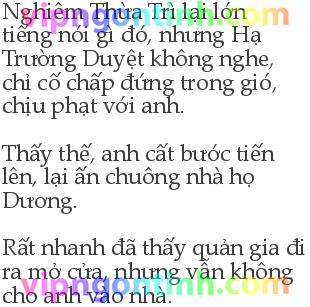 Nghiêm Thừa Trì rai lớn
tiếng nói gì đó, nhưng Hạ
Trường Duyệt không nghe,
chỉ cố chấp đứng trong gió,
chịu phạt với anh.
Thấy thế, anh cất bước tiến
lên, lại ấn chuông nhà họ
Dương.
Rất nhanh đã thấy quản gia đi
ra mở cửa, nhưng vẫn không
cho anh vào nhà.
vipngontinh.com
vipngontinh.com